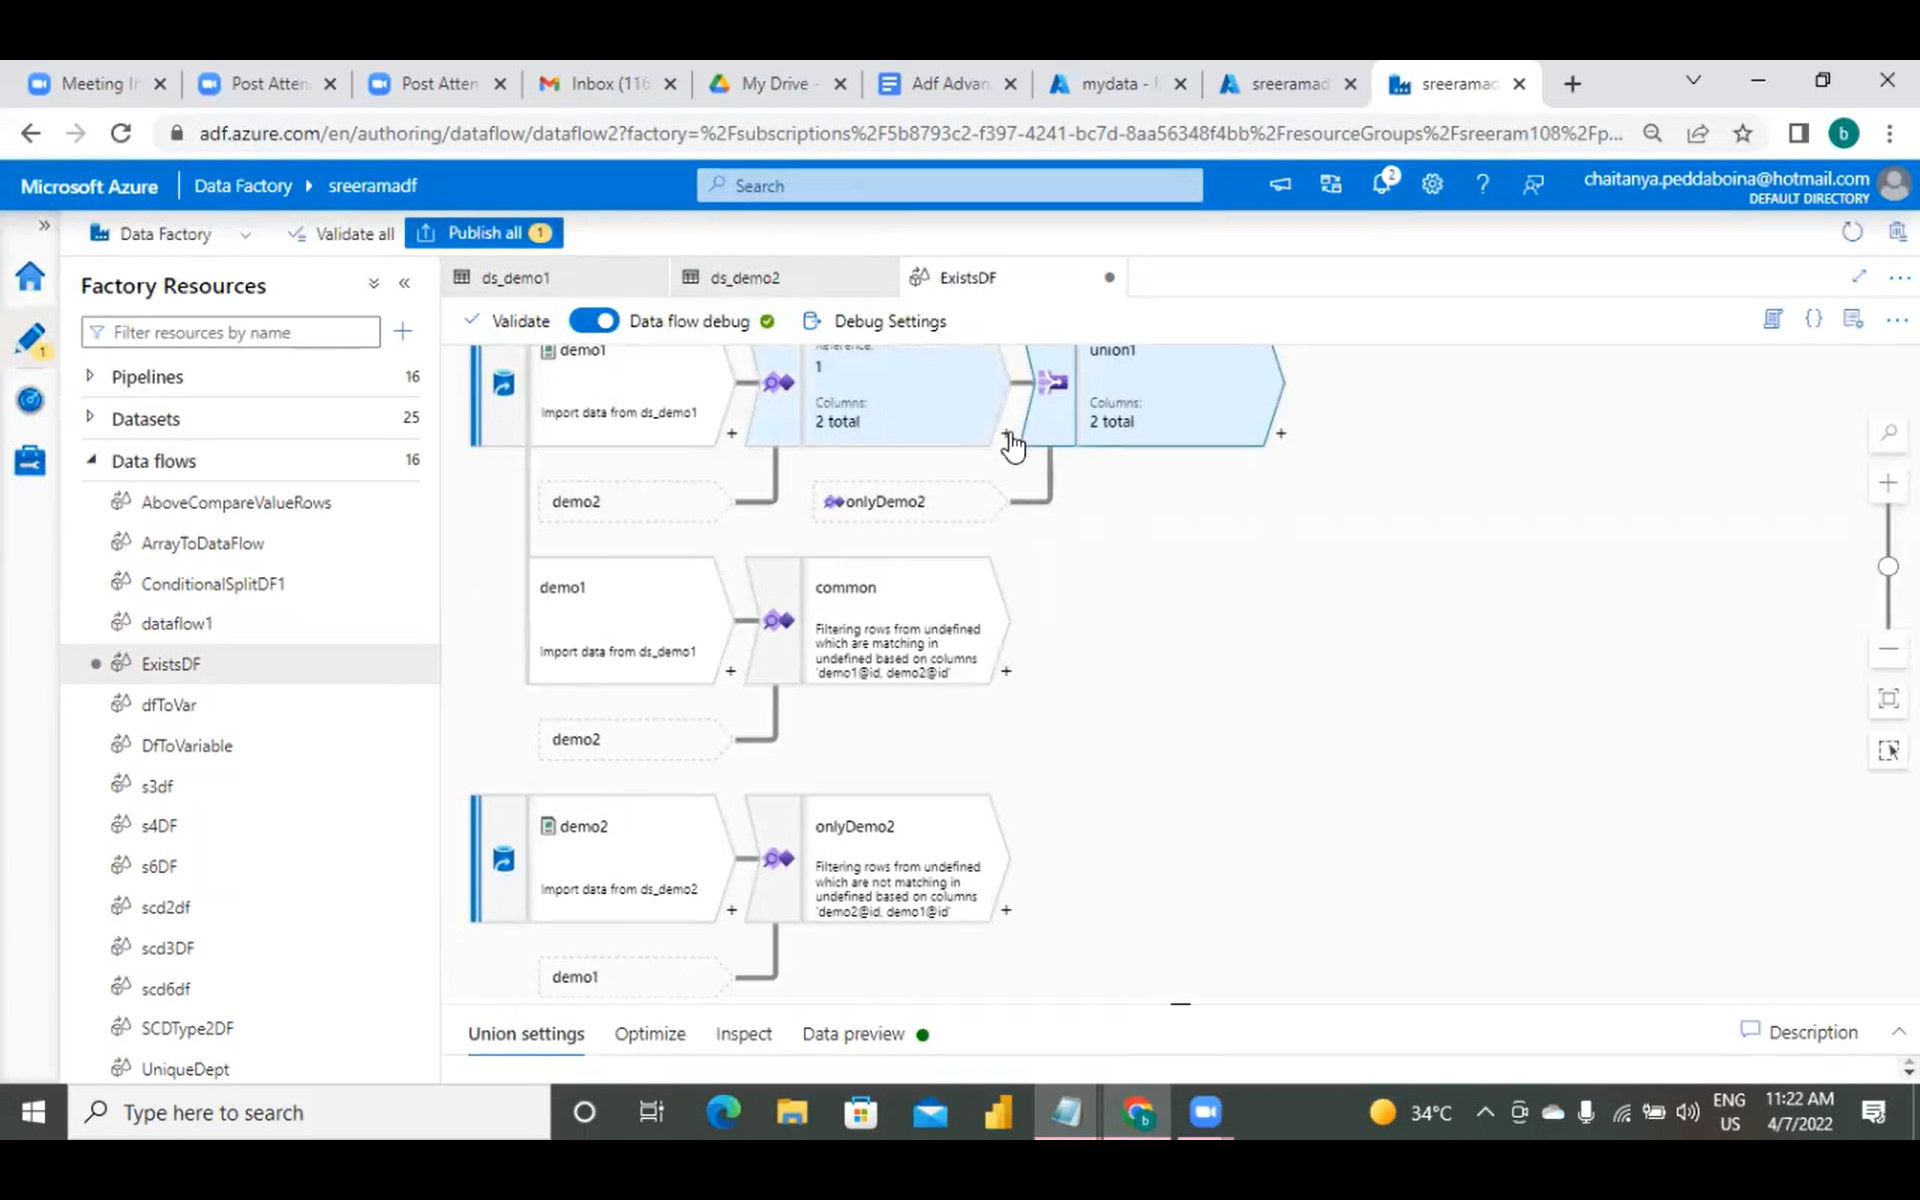 Meeting In
Post Atten
Post Atten
Inbox (116
My Drive -
Adf Advan
mydata -
sreeramad
sreeramad
adf.azure.com/en/authoring/dataflow/dataflow2?factory=%2Fsubscriptions%2F5b8793c2-f397-4241-bc7d-8aa56348f4bb%2FresourceGroups%2Fsreeram108%2Fp...
b
Microsoft Azure
Data Factory
sreeramadf
Search
2
chaitanya.peddaboina@hotmail.com
DEFAULT DIRECTORY
Data Factory
Validate all
Publish all 1
Factory Resources
Filter resources by name
1
Pipelines 16
Datasets 25
Data flows 16
AboveCompareValueRows
ArrayToDataFlow
ConditionalSplitDF1
dataflow1
ExistsDF
dfToVar
DfToVariable
s3df
s4DF
s6DF
scd2df
scd3DF
scd6df
SCDType2DF
UniqueDept
ds_demo1
ds_demo2
ExistsDF
Validate
Data flow debug
Debug Settings
demo1
Import data from ds_demo1
Reference:
1
Columns:
2 total
union1
Columns:
2 total
demo2
onlyDemo2
demo1
Import data from ds_demo1
common
Filtering rows from undefined
which are matching in
undefined based on columns
'demo1@id, demo2@id'
demo2
demo2
Import data from ds_demo2
onlyDemo2
Filtering rows from undefined
which are not matching in
undefined based on columns
'demo2@id, demo1@id'
demo1
Union settings
Optimize
Inspect
Data preview
Description
Type here to search
b
34°C
ENG
US
11:22 AM
4/7/2022